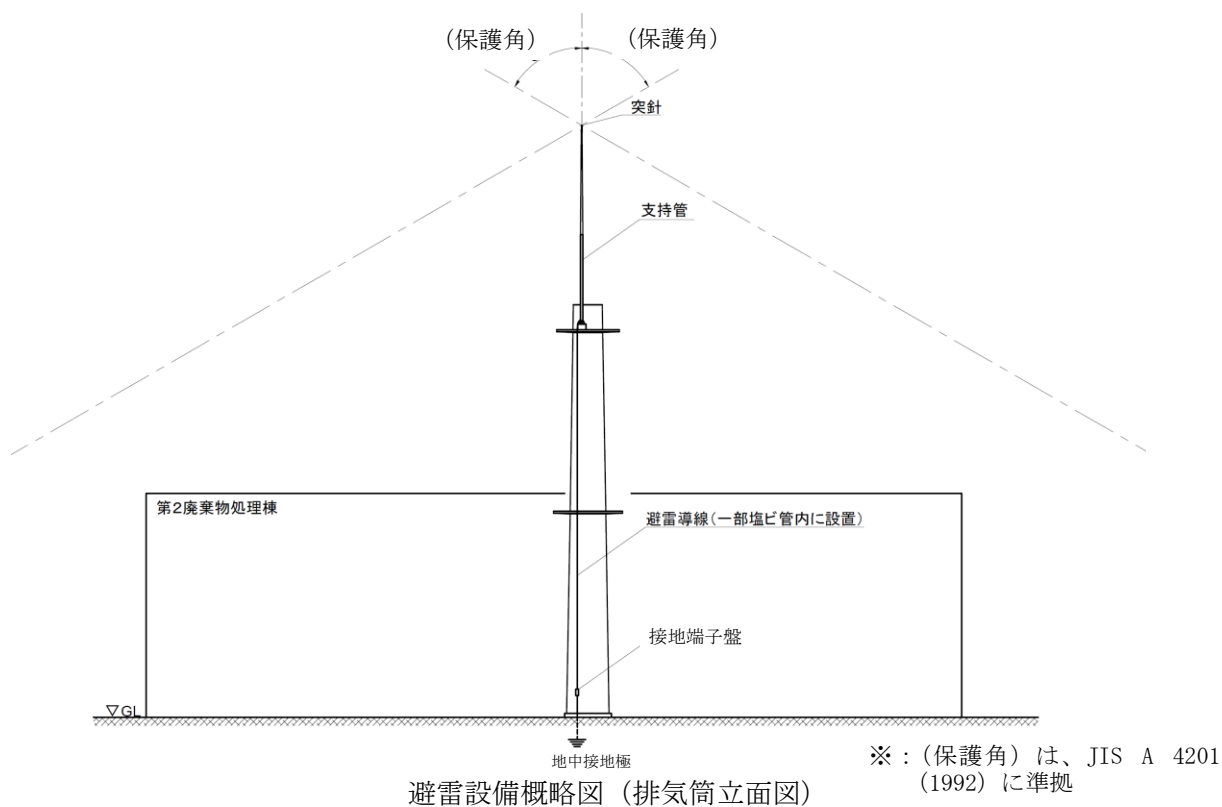 (保護角)
(保護角)
突針
支持管
第2廃棄物処理棟
避雷導線(一部塩ビ管内に設置)
接地端子盤
▽GL
地中接地極
※:(保護角)は、JIS A 4201
(1992)に準拠
避雷設備概略図(排気筒立面図)